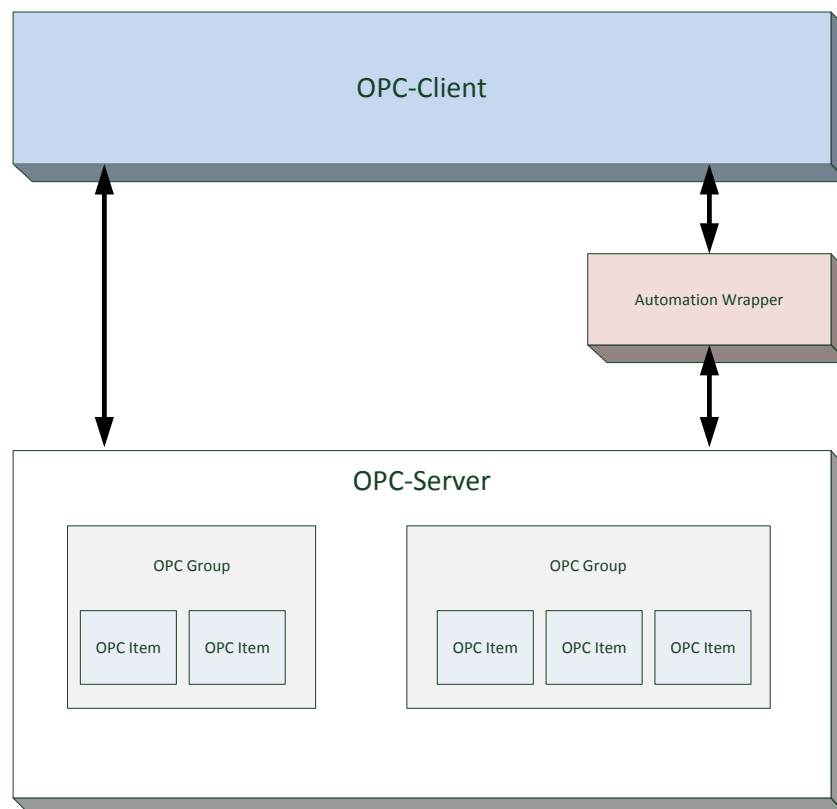 OPC-Client
Automation Wrapper
OPC-Server
OPC Group
OPC Item
OPC Item
OPC Group
OPC Item
OPC Item
OPC Item